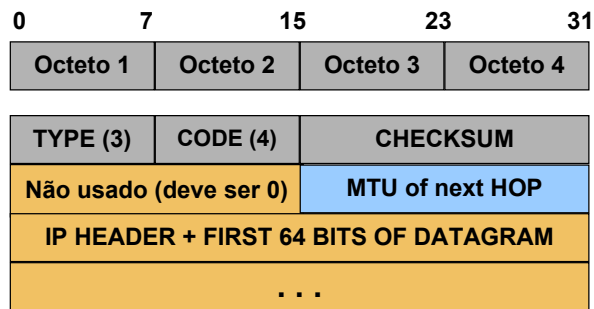 0 7 15 23 31
Octeto 1 Octeto 2 Octeto 3 Octeto 4
TYPE (3) CODE (4) CHECKSUM
Não usado (deve ser 0) MTU of next HOP
IP HEADER + FIRST 64 BITS OF DATAGRAM
. . .